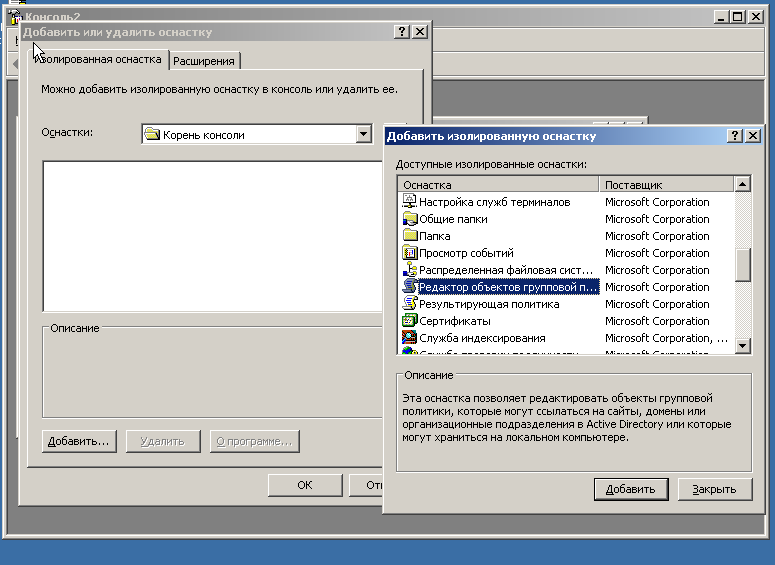 Консоль2
Добавить или удалить оснастку
Изолированная оснастка
Расширения
Можно добавить изолированную оснастку в консоль или удалить ее.
Оснастки:
Корень консоли
Описание
Добавить...
Удалить
О программе...
OK
Добавить изолированную оснастку
Доступные изолированные оснастки:
Оснастка Поставщик
Настройка служб терминалов Microsoft Corporation
Общие папки Microsoft Corporation
Папка Microsoft Corporation
Просмотр событий Microsoft Corporation
Распределенная файловая сист... Microsoft Corporation
Редактор объектов групповой п... Microsoft Corporation
Результирующая политика Microsoft Corporation
Сертификаты Microsoft Corporation
Служба индексирования Microsoft Corporation, ...
Microsoft Corporation
Описание
Эта оснастка позволяет редактировать объекты групповой
политики, которые могут ссылаться на сайты, домены или
организационные подразделения в Active Directory или которые
могут храниться на локальном компьютере.
Добавить
Закрыть